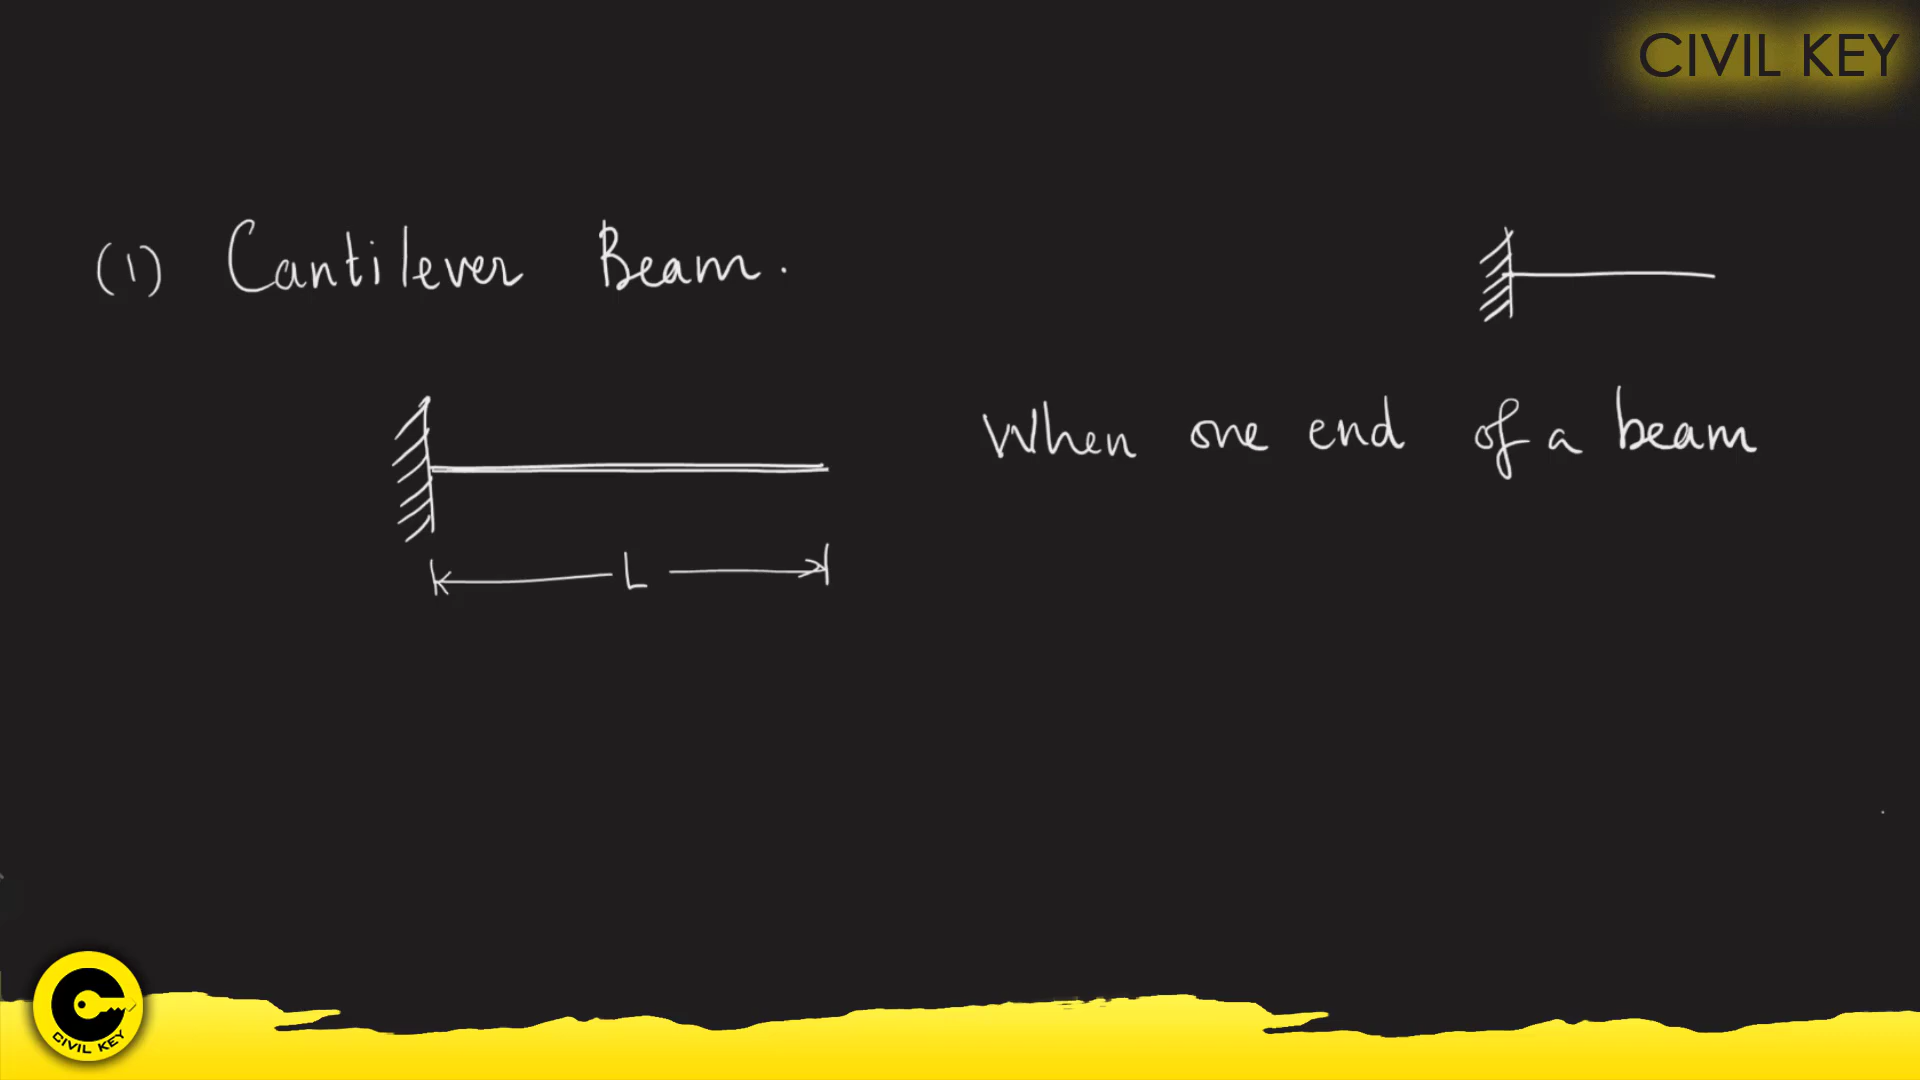 CIVIL KEY
(1) Cantilever Beam.
When one end of a beam
L
CIVIL KEY